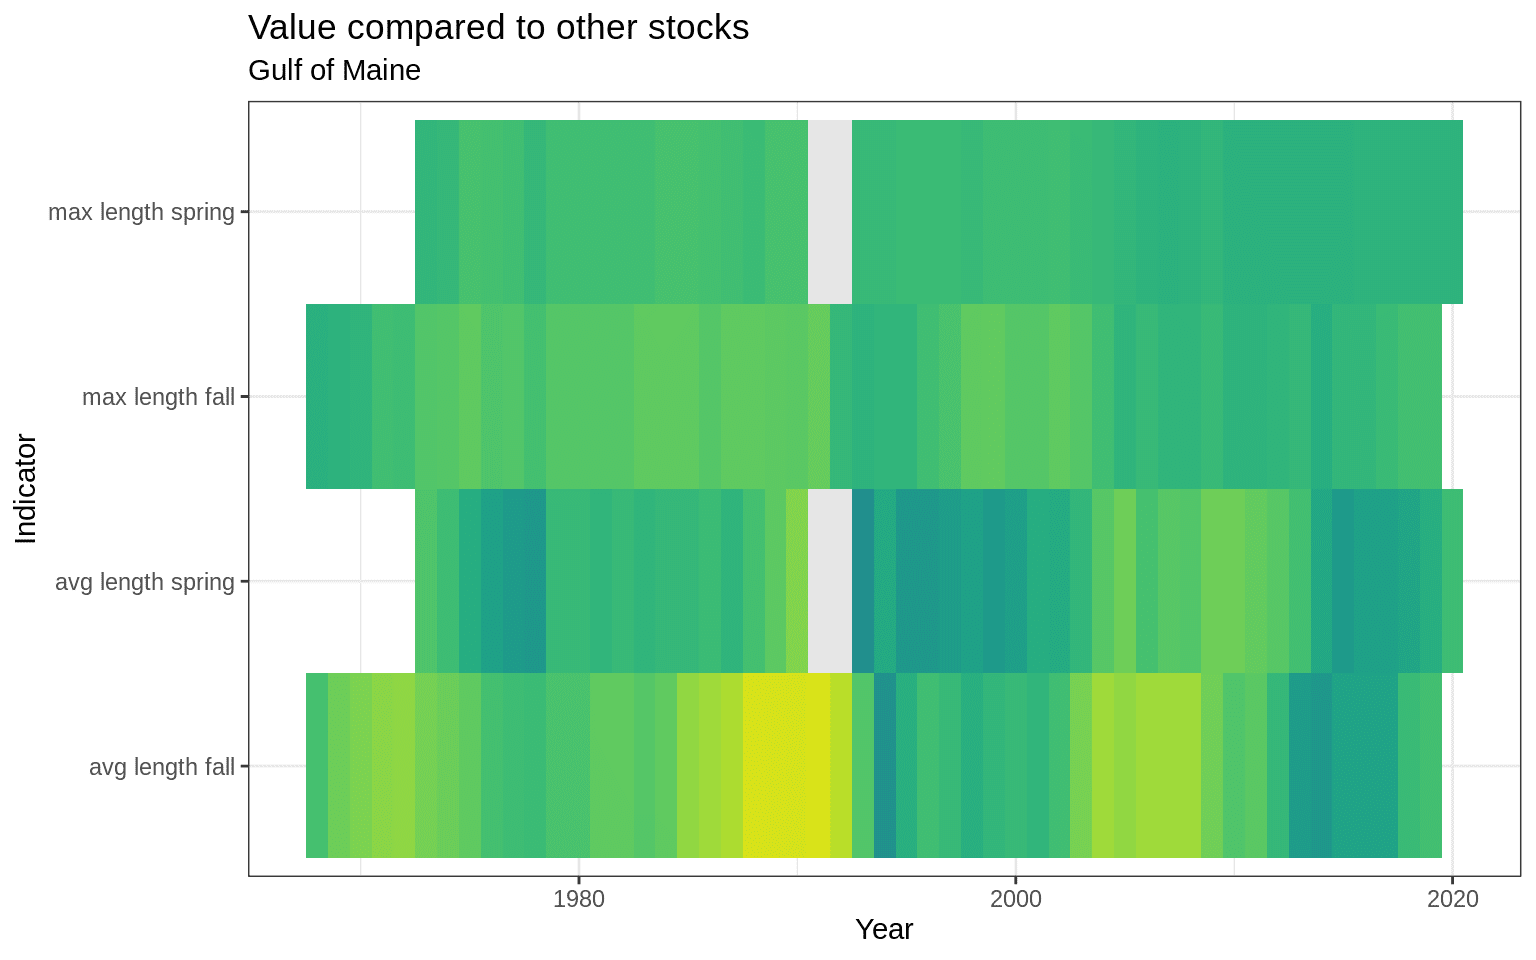 Value compared to other stocks
Gulf of Maine
max length spring
max length fall
avg length spring
avg length fall
Indicator
1980
2000
2020
Year